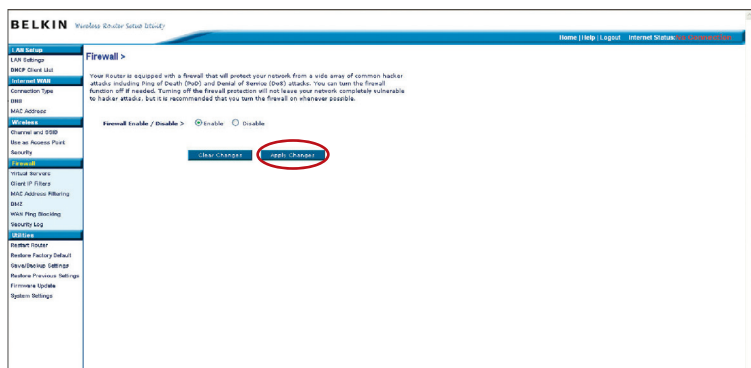 BELKIN Wireless Router Setup Utility
Home | Help | Logout Internet Status: No Connection
LAN Setup
LAN Settings
DHCP Client List
Internet WAN
Connection Type
DNS
MAC Address
Wireless
Channel and SSID
Use as Access Point
Security
Firewall
Virtual Servers
Client IP Filters
MAC Address Filtering
DMZ
WAN Ping Blocking
Security Log
Utilities
Restart Router
Restore Factory Default
Save/Backup Settings
Restore Previous Settings
Firmware Update
System Settings
Firewall >
Your Router is equipped with a firewall that will protect your network from a wide array of common hacker
attacks including Ping of Death (PoD) and Denial of Service (DoS) attacks. You can turn the firewall
function off if needed. Turning off the firewall protection will not leave your network completely vulnerable
to hacker attacks, but it is recommended that you turn the firewall on whenever possible.
Firewall Enable / Disable > Enable Disable
Clear Changes Apply Changes